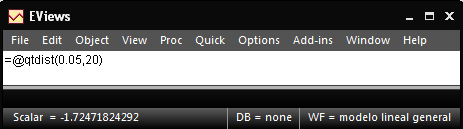 EViews
File Edit Object View Proc Quick Options Add-ins Window Help
=@qtdist(0.05,20)
Scalar = -1.72471824292 DB = none WF = modelo lineal general